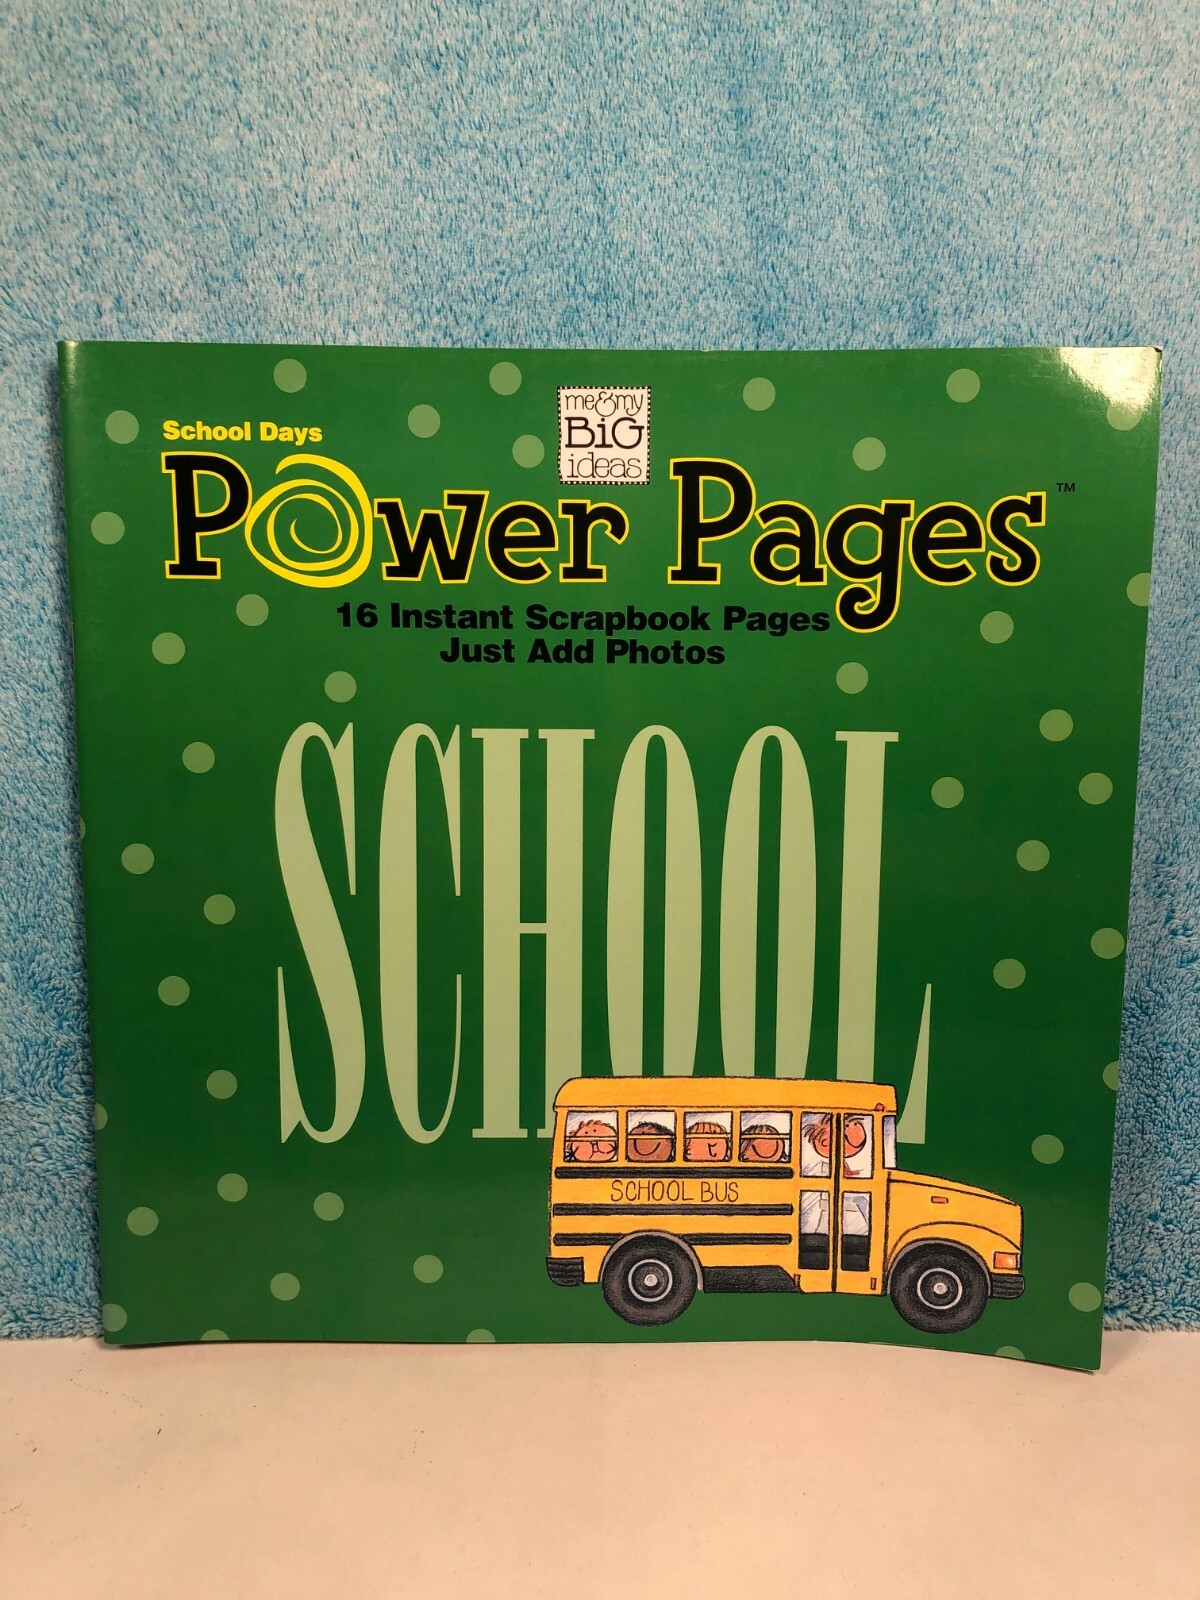 me&my
BiG
ideas
School Days
Power Pages™
16 Instant Scrapbook Pages
Just Add Photos
SCHOOL
SCHOOL BUS